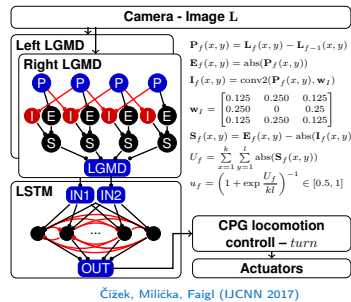 Camera - Image L
Left LGMD
Right LGMD
P P P P
I E I E I E I E
S S S S
LGMD
LSTM
IN1 IN2
...
OUT
P_f(x, y) = L_f(x, y) − L_{f−1}(x, y)
E_f(x, y) = abs(P_f(x, y))
I_f(x, y) = conv2(P_f(x, y), w_I)
w_I = [0.125 0.250 0.125
0.250 0 0.25
0.125 0.250 0.125]
S_f(x, y) = E_f(x, y) − abs(I_f(x, y))
U_f = ∑_{x=1}^{k} ∑_{y=1}^{l} abs(S_f(x, y))
u_f = (1 + exp U_f/kl)^{−1} ∈ [0.5, 1]
CPG locomotion
controll - turn
Actuators
Čížek, Milička, Faigl (IJCNN 2017)